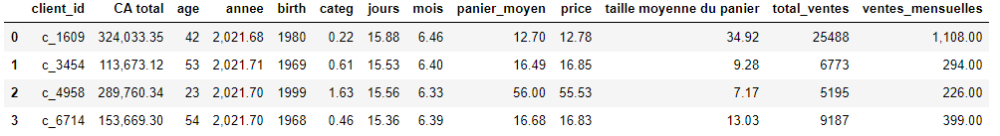 client_id CA total age annee birth categ jours mois panier_moyen price taille moyenne du panier total_ventes ventes_mensuelles
0 c_1609 324,033.35 42 2,021.68 1980 0.22 15.88 6.46 12.70 12.78 34.92 25488 1,108.00
1 c_3454 113,673.12 53 2,021.71 1969 0.61 15.53 6.40 16.49 16.85 9.28 6773 294.00
2 c_4958 289,760.34 23 2,021.70 1999 1.63 15.56 6.33 56.00 55.53 7.17 5195 226.00
3 c_6714 153,669.30 54 2,021.70 1968 0.46 15.36 6.39 16.68 16.83 13.03 9187 399.00